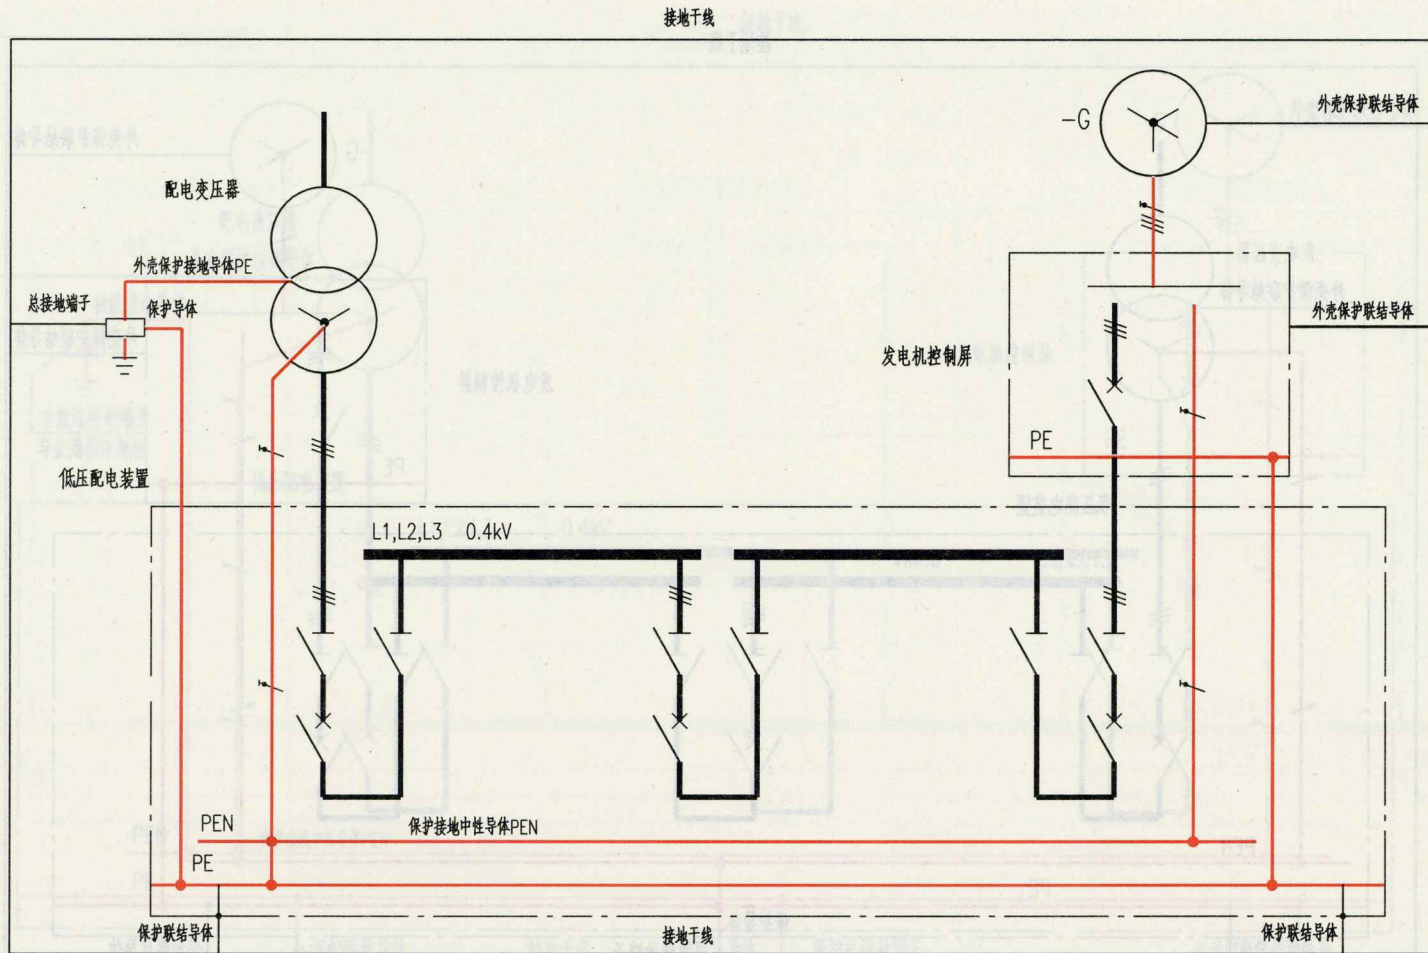 接地干线
-G
外壳保护联结导体
配电变压器
外壳保护接地导体PE
总接地端子
保护导体
外壳保护联结导体
发电机控制屏
PE
低压配电装置
L1,L2,L3 0.4kV
PEN
保护接地中性导体PEN
PE
保护联结导体
接地干线
保护联结导体